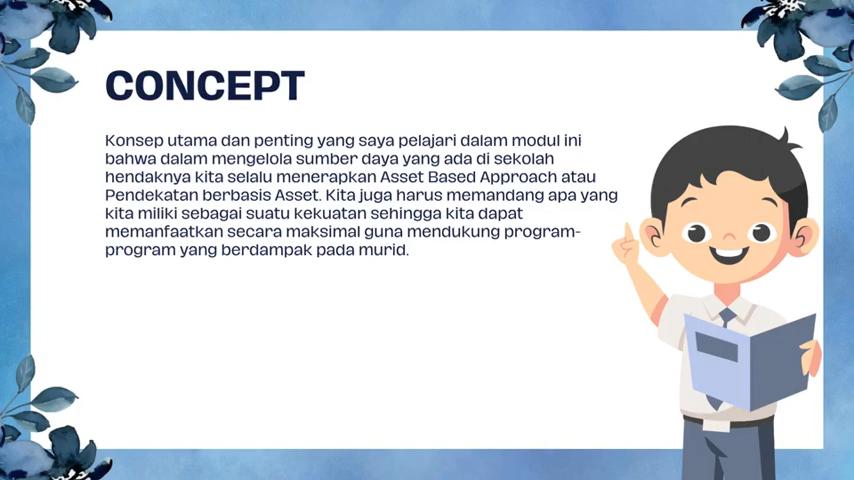 CONCEPT
Konsep utama dan penting yang saya pelajari dalam modul ini
bahwa dalam mengelola sumber daya yang ada di sekolah
hendaknya kita selalu menerapkan Asset Based Approach atau
Pendekatan berbasis Asset. Kita juga harus memandang apa yang
kita miliki sebagai suatu kekuatan sehingga kita dapat
memanfaatkan secara maksimal guna mendukung program-
program yang berdampak pada murid.